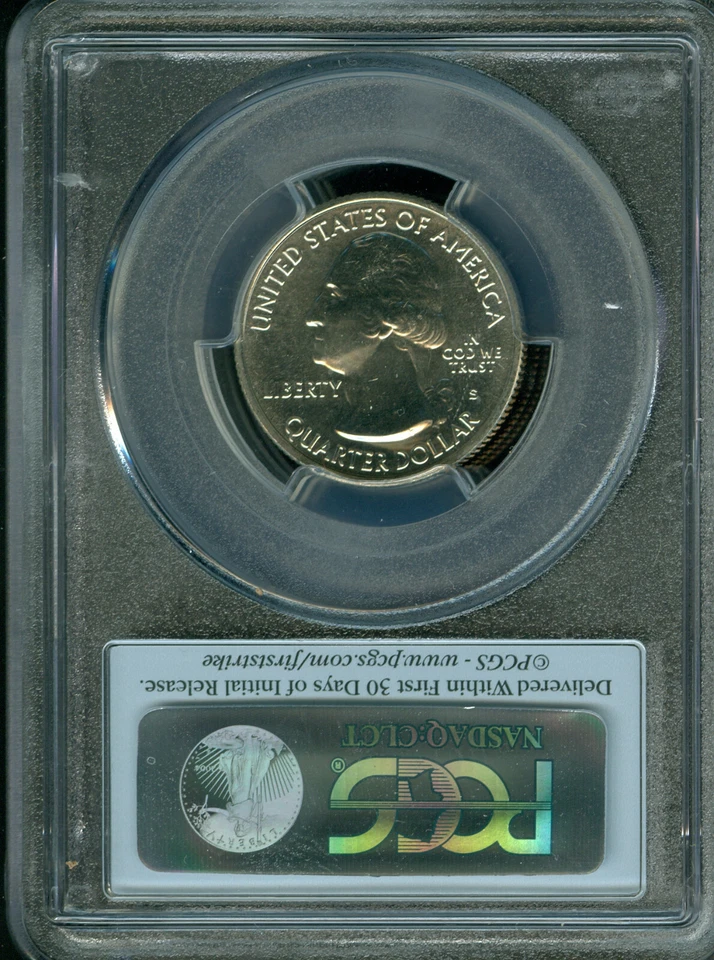 UNITED STATES OF AMERICA
IN
GOD WE
TRUST
LIBERTY
S
QUARTER DOLLAR
©PCGS - www.pcgs.com/firststrike
Delivered Within First 30 Days of Initial Release.
NASDAQ:CLCT
PCGS®
LIBERTY